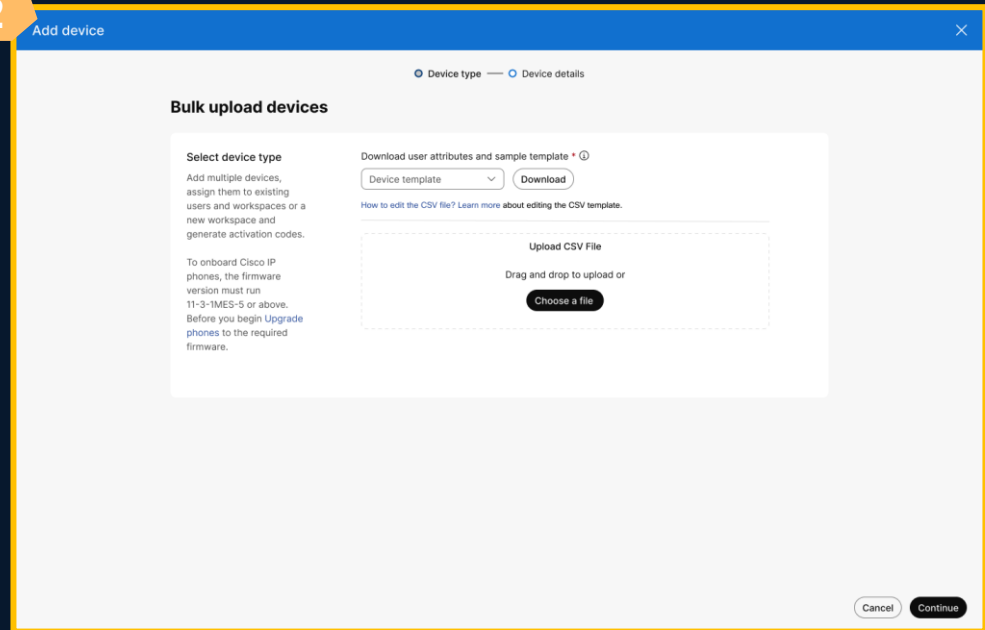 2
Add device
Device type
Device details
Bulk upload devices
Select device type
Add multiple devices,
assign them to existing
users and workspaces or a
new workspace and
generate activation codes.
To onboard Cisco IP
phones, the firmware
version must run
11-3-1MES-5 or above.
Before you begin Upgrade
phones to the required
firmware.
Download user attributes and sample template *
Device template
Download
How to edit the CSV file? Learn more about editing the CSV template.
Upload CSV File
Drag and drop to upload or
Choose a file
Cancel
Continue